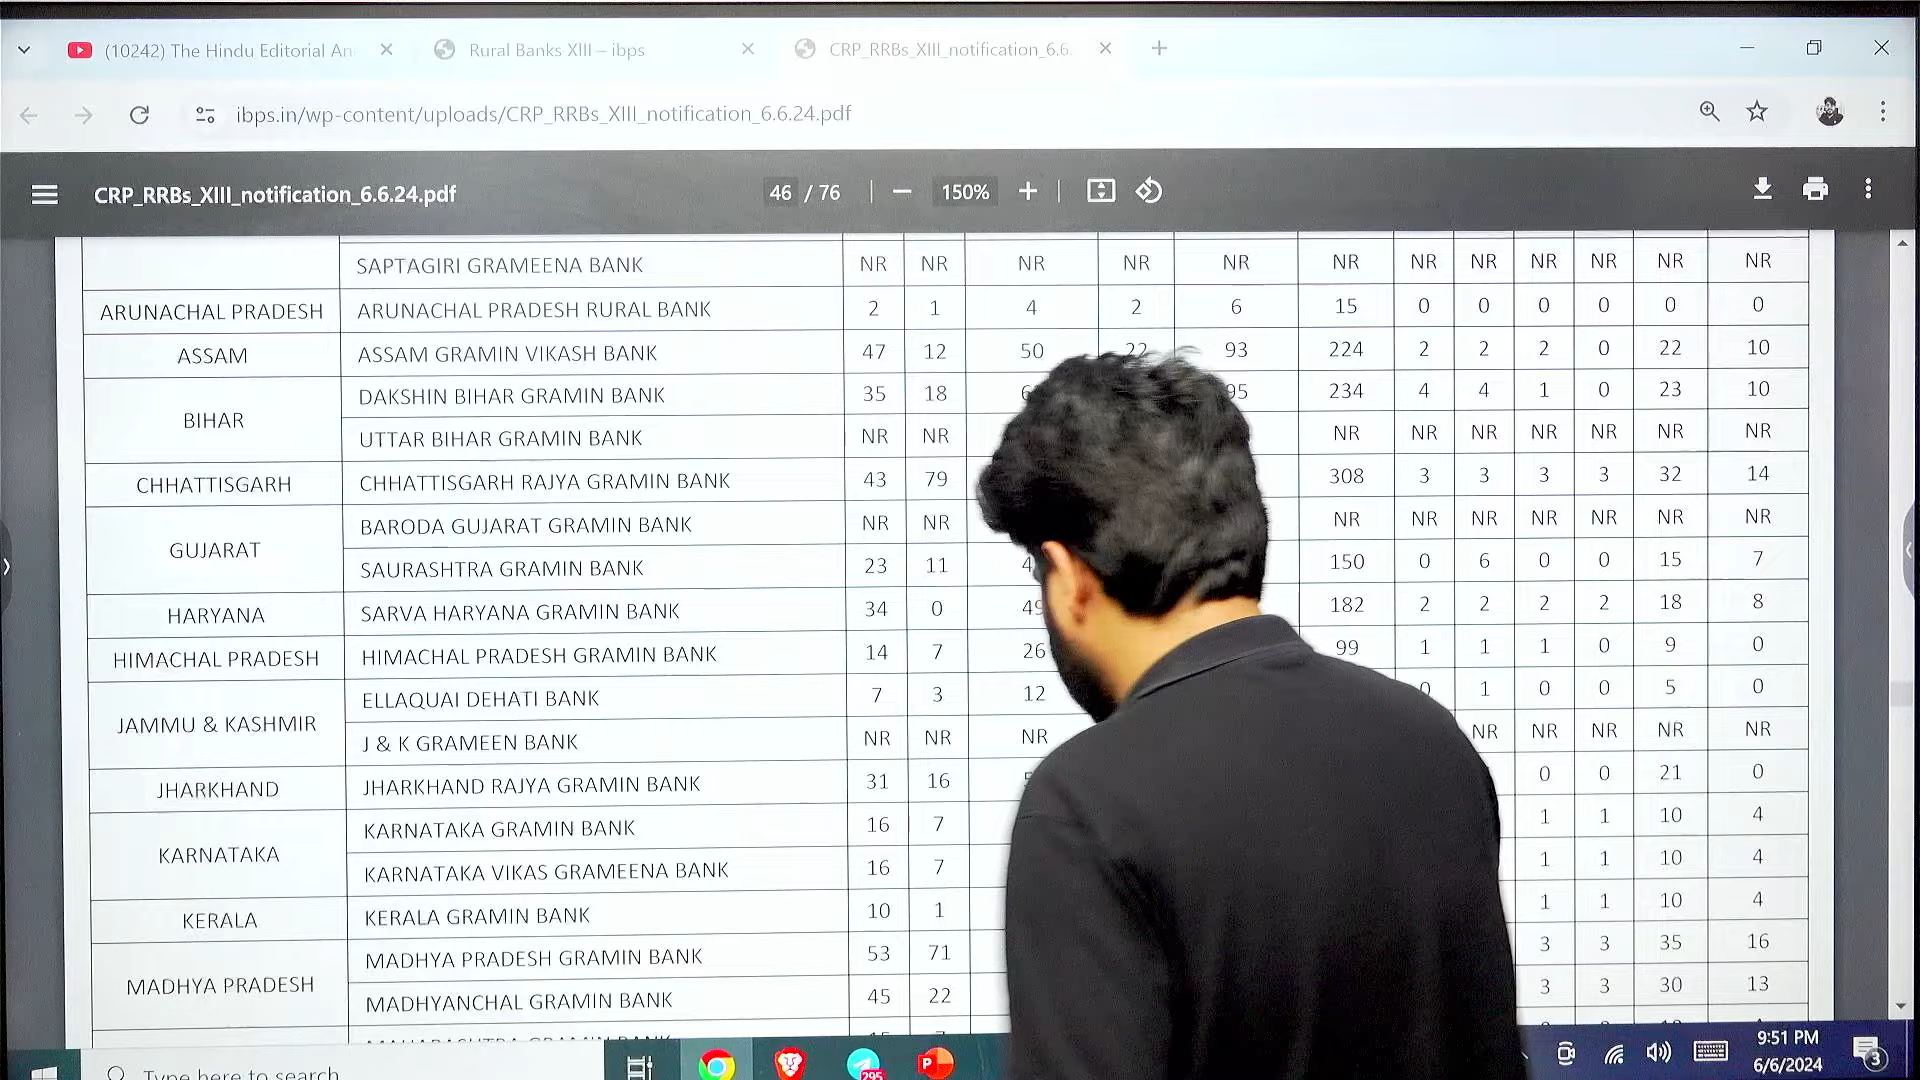 (10242) The Hindu Editorial An
Rural Banks XIII – ibps
CRP_RRBs_XIII_notification_6.6.
ibps.in/wp-content/uploads/CRP_RRBs_XIII_notification_6.6.24.pdf
CRP_RRBs_XIII_notification_6.6.24.pdf
46 / 76
150%
SAPTAGIRI GRAMEENA BANK NR NR NR NR NR NR NR NR NR NR NR NR
ARUNACHAL PRADESH ARUNACHAL PRADESH RURAL BANK 2 1 4 2 6 15 0 0 0 0 0 0
ASSAM ASSAM GRAMIN VIKASH BANK 47 12 50 22 93 224 2 2 2 0 22 10
BIHAR
DAKSHIN BIHAR GRAMIN BANK 35 18 234 4 4 1 0 23 10
UTTAR BIHAR GRAMIN BANK NR NR NR NR NR NR NR NR NR
CHHATTISGARH CHHATTISGARH RAJYA GRAMIN BANK 43 79 308 3 3 3 3 32 14
GUJARAT
BARODA GUJARAT GRAMIN BANK NR NR NR NR NR NR NR NR NR
SAURASHTRA GRAMIN BANK 23 11 150 0 6 0 0 15 7
HARYANA SARVA HARYANA GRAMIN BANK 34 0 49 182 2 2 2 2 18 8
HIMACHAL PRADESH HIMACHAL PRADESH GRAMIN BANK 14 7 26 99 1 1 1 0 9 0
JAMMU & KASHMIR
ELLAQUAI DEHATI BANK 7 3 12 0 1 0 0 5 0
J & K GRAMEEN BANK NR NR NR NR NR NR NR NR
JHARKHAND JHARKHAND RAJYA GRAMIN BANK 31 16 0 0 21 0
KARNATAKA
KARNATAKA GRAMIN BANK 16 7 1 1 10 4
KARNATAKA VIKAS GRAMEENA BANK 16 7 1 1 10 4
KERALA KERALA GRAMIN BANK 10 1 1 1 10 4
MADHYA PRADESH
MADHYA PRADESH GRAMIN BANK 53 71 3 3 35 16
MADHYANCHAL GRAMIN BANK 45 22 3 3 30 13
Type here to search
295
P
9:51 PM
6/6/2024
3